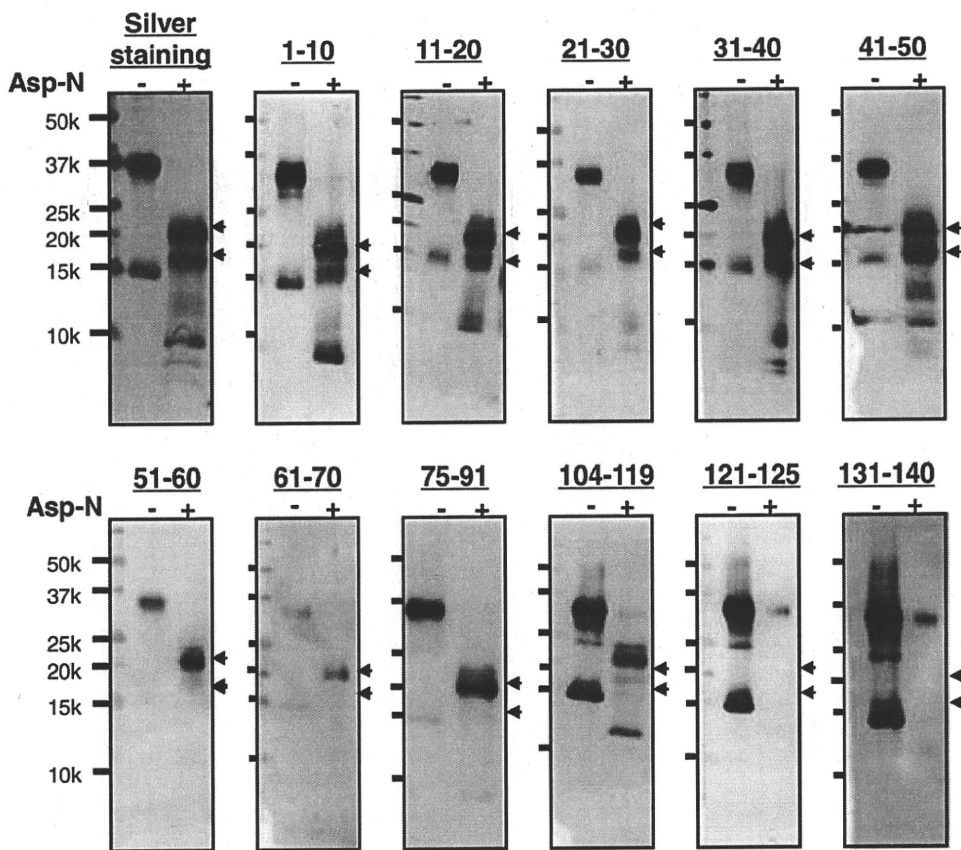 Silver staining 1-10 11-20 21-30 31-40 41-50
Asp-N - + - + - + - + - + - +
50k
37k
25k
20k
15k
10k
51-60 61-70 75-91 104-119 121-125 131-140
Asp-N - + - + - + - + - + - +
50k
37k
25k
20k
15k
10k